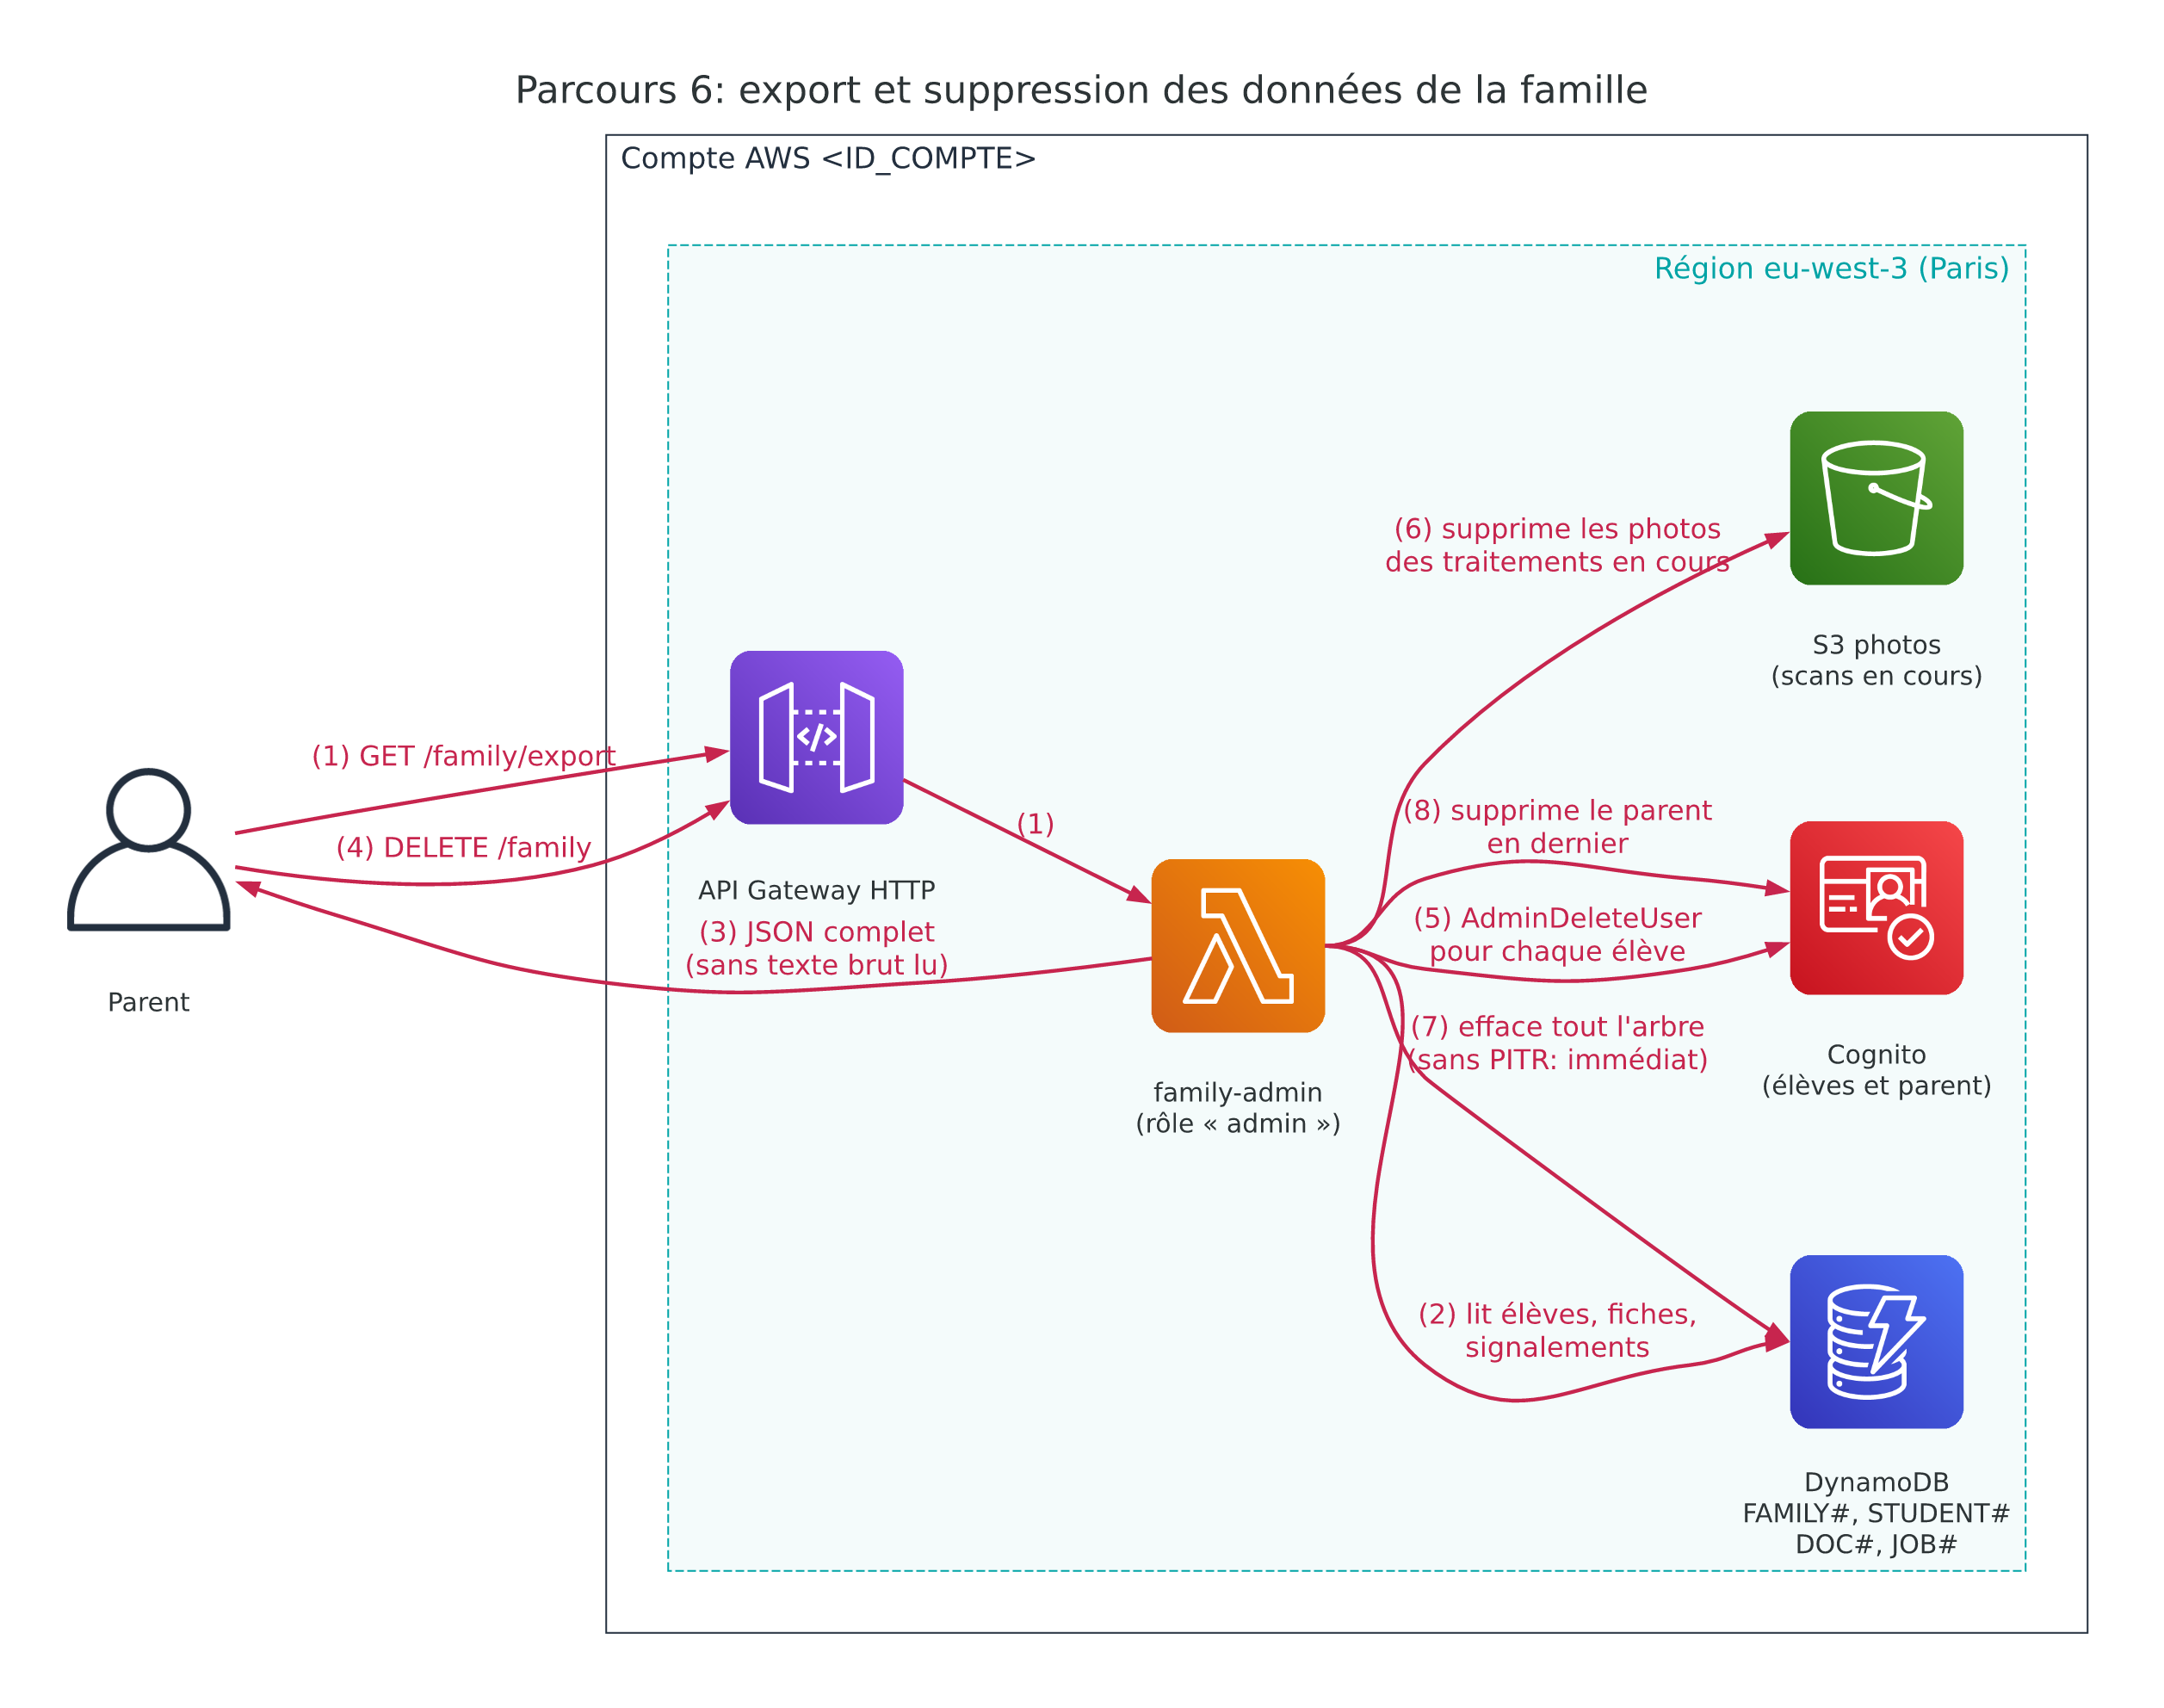 Parcours 6: export et suppression des données de la famille
Compte AWS <ID_COMPTE>
Région eu-west-3 (Paris)
(6) supprime les photos
des traitements en cours
S3 photos
(scans en cours)
(1) GET /family/export
(4) DELETE /family
(1)
(8) supprime le parent
en dernier
API Gateway HTTP
(3) JSON complet
(sans texte brut lu)
(5) AdminDeleteUser
pour chaque élève
Parent
(7) efface tout l'arbre
(sans PITR: immédiat)
Cognito
(élèves et parent)
family-admin
(rôle « admin »)
(2) lit élèves, fiches,
signalements
DynamoDB
FAMILY#, STUDENT#
DOC#, JOB#